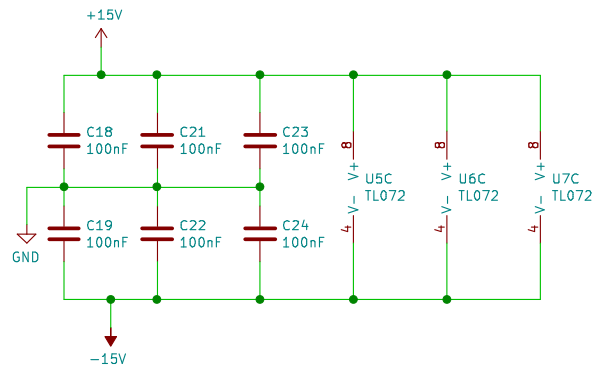 +15V
C18
100nF
C21
100nF
C23
100nF
8
V+
U5C
TL072
V-
4
8
V+
U6C
TL072
V-
4
8
V+
U7C
TL072
V-
4
C19
100nF
C22
100nF
C24
100nF
GND
-15V